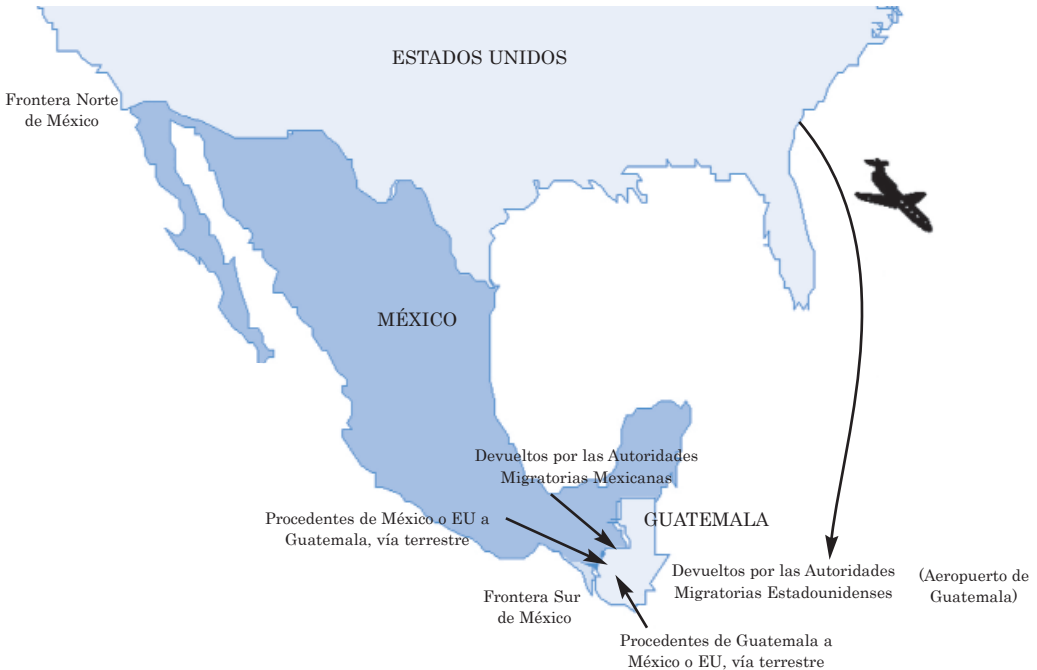 ESTADOS UNIDOS
Frontera Norte
de México
MÉXICO
Devueltos por las Autoridades
Migratorias Mexicanas
Procedentes de México o EU a
Guatemala, vía terrestre
GUATEMALA
Devueltos por las Autoridades
Migratorias Estadounidenses
(Aeropuerto de
Guatemala)
Frontera Sur
de México
Procedentes de Guatemala a
México o EU, vía terrestre